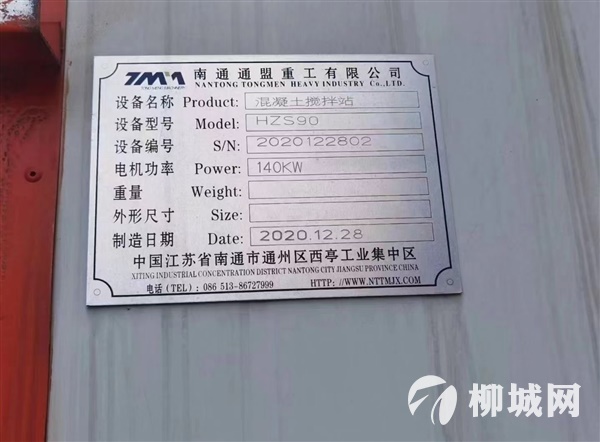 TMM 南通通盟重工有限公司
TONG MENG MACHINERY NANTONG TONGMEN HEAVY INDUSTRY Co., LTD.
设备名称 Product: 混凝土搅拌站
设备型号 Model: HZS90
设备编号 S/N: 2020122802
电机功率 Power: 140KW
重量 Weight:
外形尺寸 Size:
制造日期 Date: 2020.12.28
中国江苏省南通市通州区西亭工业集中区
XITING INDUSTRIAL CONCENTRATION DISTRICT NANTONG CITY JIANGSU PROVINCE CHINA
电话(TEL): 086 513-86727999 HTTP: //WWW.NTTMJX.COM
柳城网